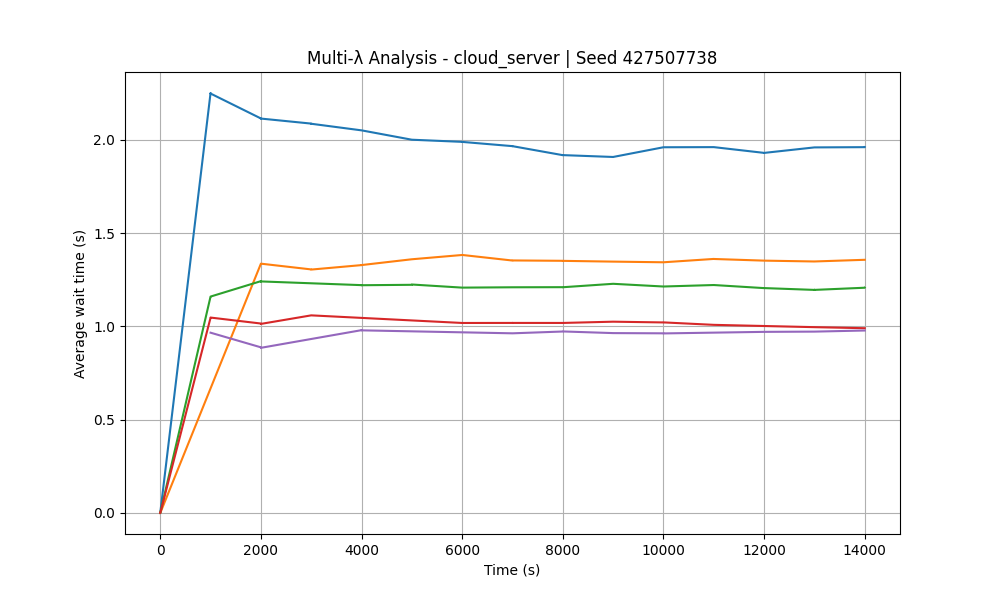 Multi-λ Analysis - cloud_server | Seed 427507738
Average wait time (s)
2.0
1.5
1.0
0.5
0.0
0 2000 4000 6000 8000 10000 12000 14000
Time (s)